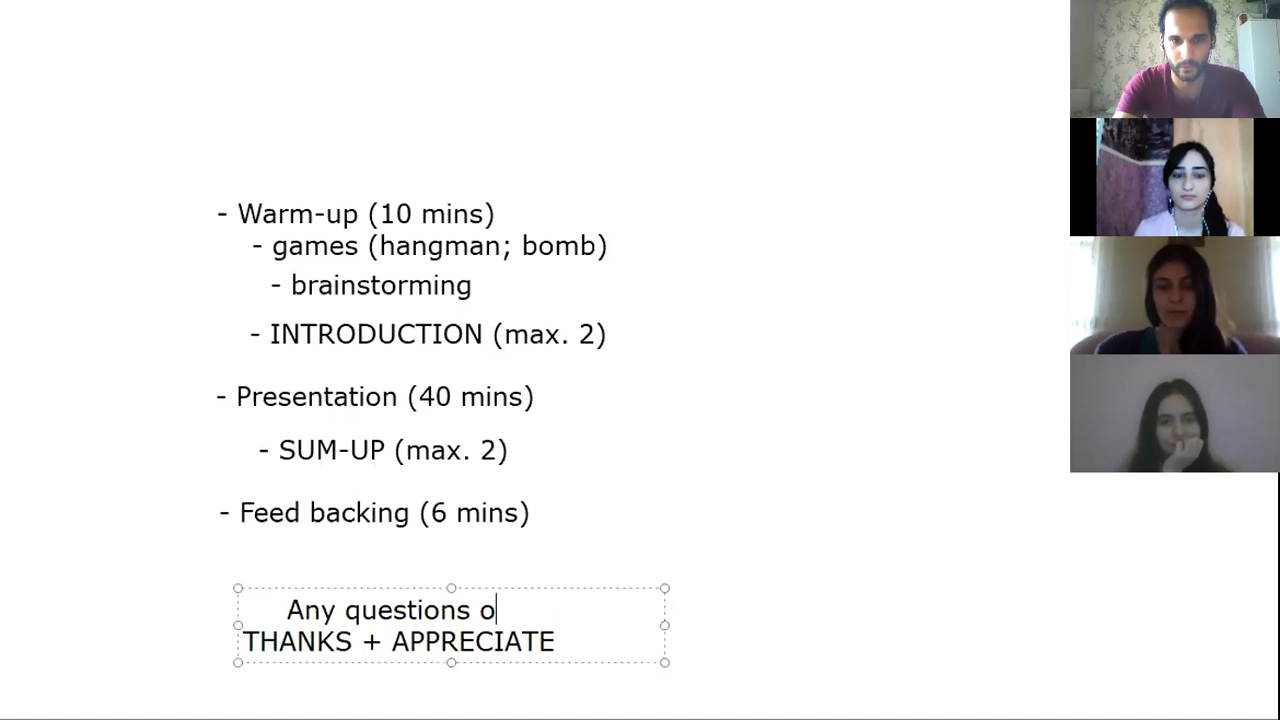 - Warm-up (10 mins)
- games (hangman; bomb)
- brainstorming
- INTRODUCTION (max. 2)
- Presentation (40 mins)
- SUM-UP (max. 2)
- Feed backing (6 mins)
Any questions o
THANKS + APPRECIATE